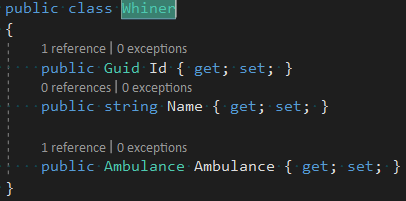 public class Whiner
{
1 reference | 0 exceptions
public Guid Id { get; set; }
0 references | 0 exceptions
public string Name { get; set; }
1 reference | 0 exceptions
public Ambulance Ambulance { get; set; }
}